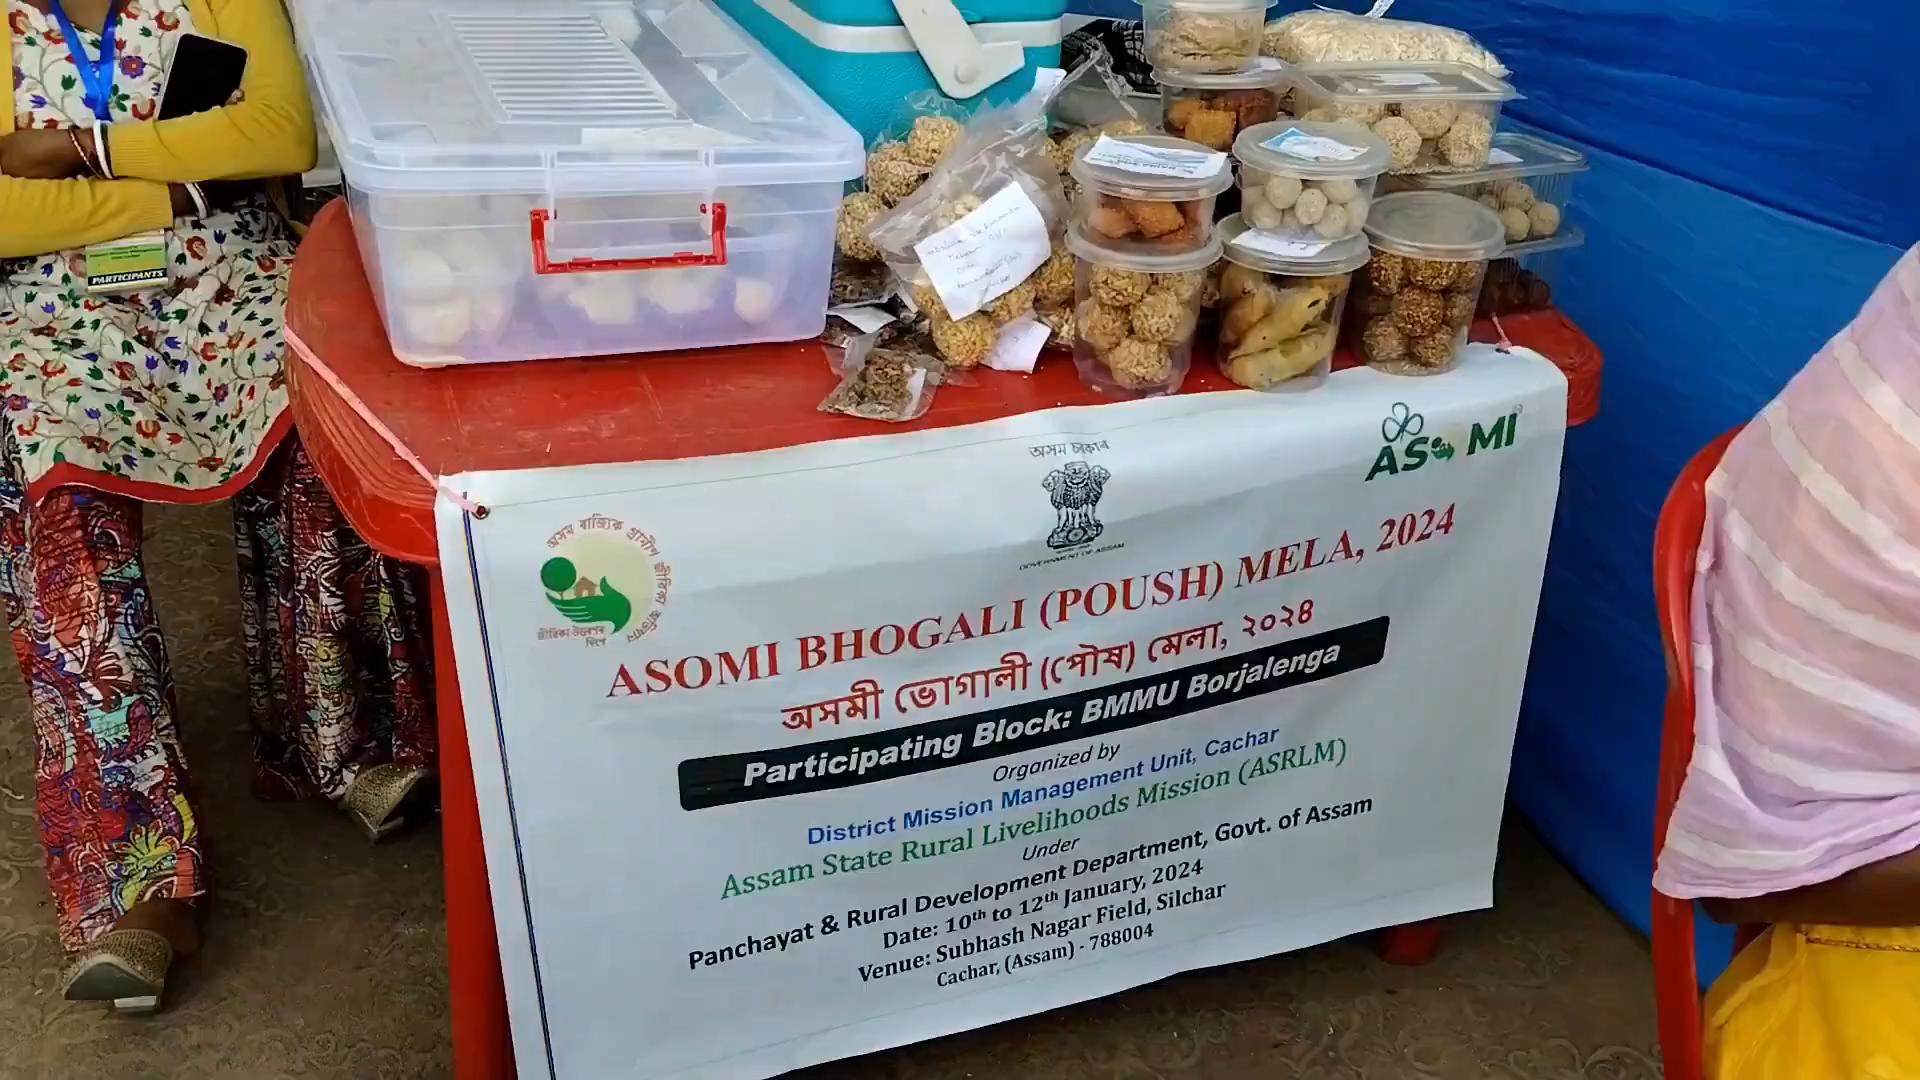 PARTICIPANTS
অসম চৰকাৰ
GOVERNMENT OF ASSAM
ASOMI
অসম ৰাজ্যিক গ্ৰামীণ জীৱিকা অভিযান
ASOMI BHOGALI (POUSH) MELA, 2024
অসমী ভোগালী (পৌষ) মেলা, ২০২৪
Participating Block: BMMU Borjalenga
Organized by
District Mission Management Unit, Cachar
Assam State Rural Livelihoods Mission (ASRLM)
Under
Panchayat & Rural Development Department, Govt. of Assam
Date: 10th to 12th January, 2024
Venue: Subhash Nagar Field, Silchar
Cachar, (Assam) - 788004